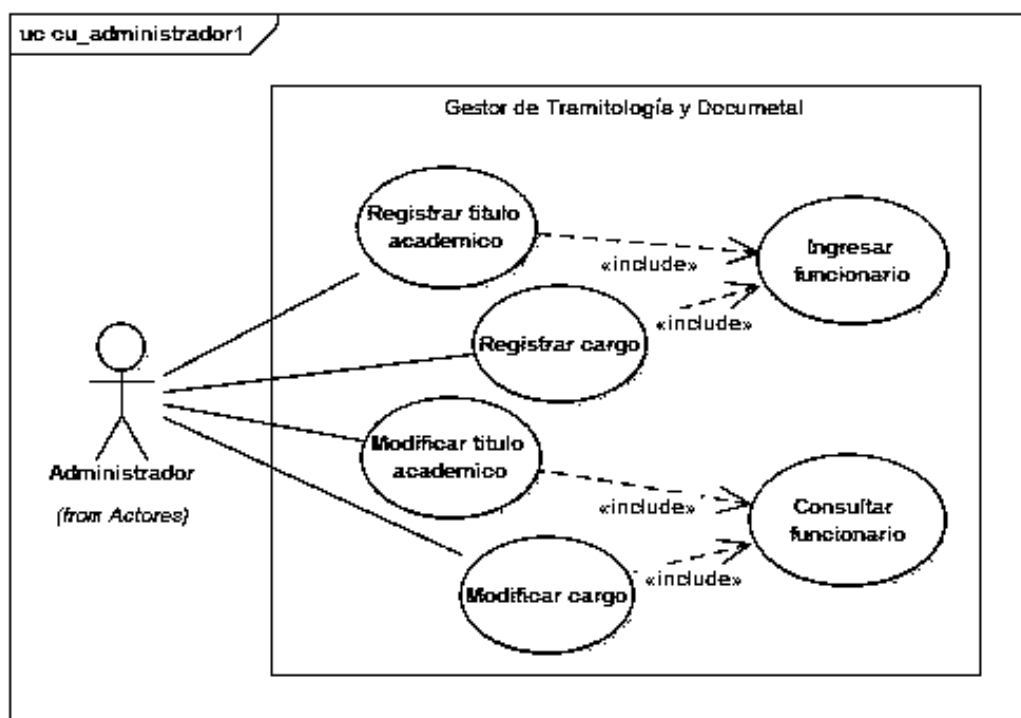 uc cu_administrador1
Gestor de Tramitología y Documetal
Registrar titulo
academico
Ingresar
funcionario
«include»
«include»
Registrar cargo
Modificar titulo
academico
Administrador
(from Actores)
«include»
Consultar
funcionario
«include»
Modificar cargo